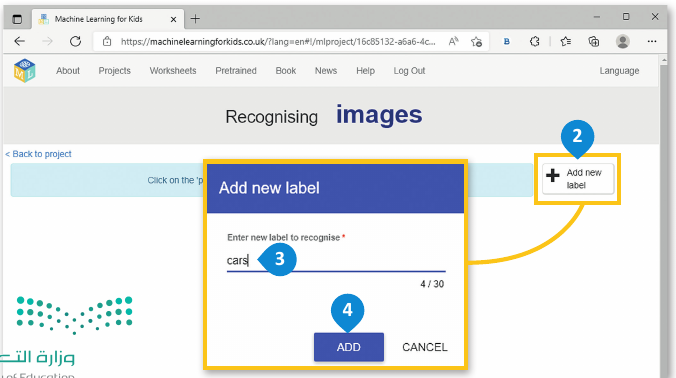 Machine Learning for Kids
https://machinelearningforkids.co.uk/?lang=en#!/mlproject/16c85132-a6a6-4c...
About Projects Worksheets Pretrained Book News Help Log Out Language
Recognising images
< Back to project
2
Click on the 'p
Add new
label
Add new label
Enter new label to recognise *
cars
3
4 / 30
4
ADD CANCEL
وزارة التع
of Education